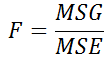 F = MSG / MSE